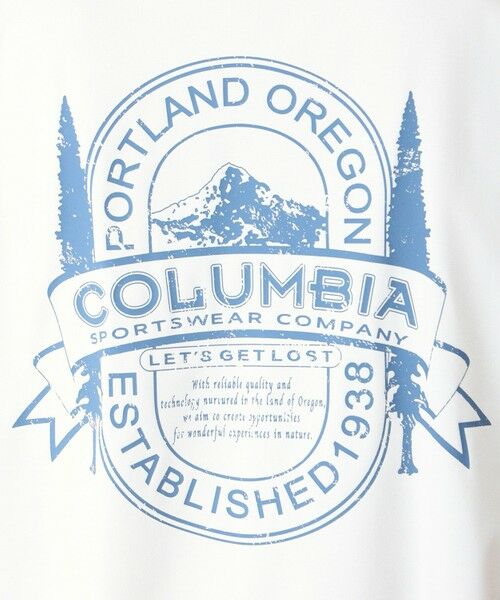 PORTLAND OREGON
COLUMBIA
SPORTSWEAR COMPANY
LET'S GET LOST
With reliable quality and
technology nurtured in the land of Oregon,
we aim to create opportunities
for wonderful experiences in nature.
ESTABLISHED 1938